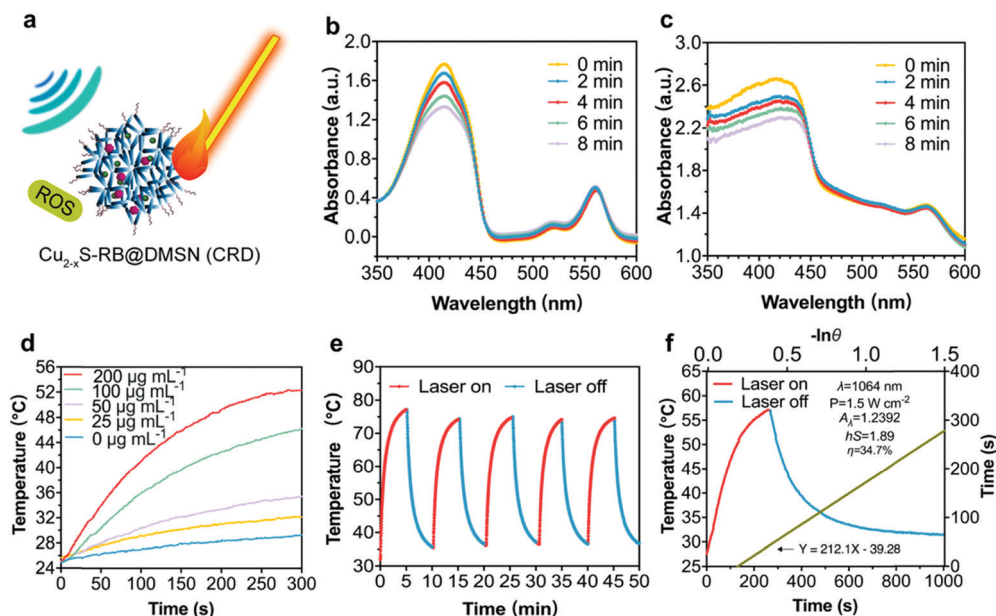 a
ROS
Cu2-xS-RB@DMSN (CRD)
b
Absorbance (a.u.)
2.0
1.6
1.2
0.8
0.4
0.0
0 min
2 min
4 min
6 min
8 min
350 400 450 500 550 600
Wavelength (nm)
c
Absorbance (a.u.)
3.0
2.6
2.2
1.8
1.4
1.0
0 min
2 min
4 min
6 min
8 min
350 400 450 500 550 600
Wavelength (nm)
d
Temperature (°C)
56
52
48
44
40
36
32
28
24
200 µg mL-1
100 µg mL-1
50 µg mL-1
25 µg mL-1
0 µg mL-1
0 50 100 150 200 250 300
Time (s)
e
Temperature (°C)
90
80
70
60
50
40
30
Laser on Laser off
0 5 10 15 20 25 30 35 40 45 50
Time (min)
f
-lnθ
0.0 0.5 1.0 1.5
Temperature (°C)
65
60
55
50
45
40
35
30
25
Laser on
Laser off
λ=1064 nm
P=1.5 W cm-2
Aλ=1.2392
hS=1.89
η=34.7%
Y = 212.1X - 39.28
400
300
200
100
0
Time (s)
0 200 400 600 800 1000
Time (s)